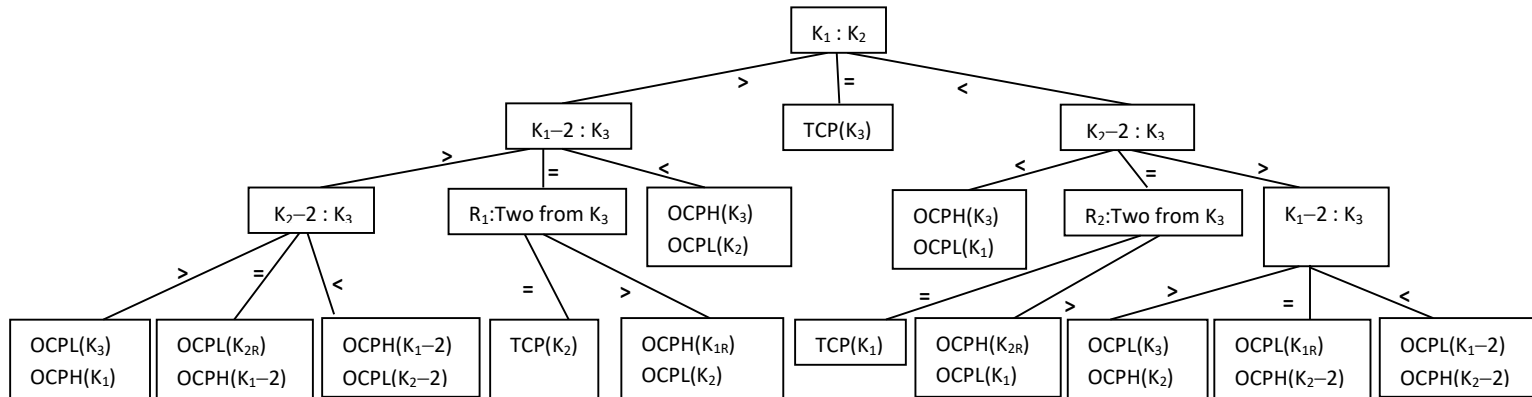 K₁ : K₂
> = <
K₁–2 : K₃
TCP(K₃)
K₂–2 : K₃
> = <
< = >
K₂–2 : K₃
R₁:Two from K₃
OCPH(K₃)
OCPL(K₂)
OCPH(K₃)
OCPL(K₁)
R₂:Two from K₃
K₁–2 : K₃
> = <
= >
= >
> = <
OCPL(K₃)
OCPH(K₁)
OCPL(K₂R)
OCPH(K₁–2)
OCPH(K₁–2)
OCPL(K₂–2)
TCP(K₂)
OCPH(K₁R)
OCPL(K₂)
TCP(K₁)
OCPH(K₂R)
OCPL(K₁)
OCPL(K₃)
OCPH(K₂)
OCPL(K₁R)
OCPH(K₂–2)
OCPL(K₁–2)
OCPH(K₂–2)